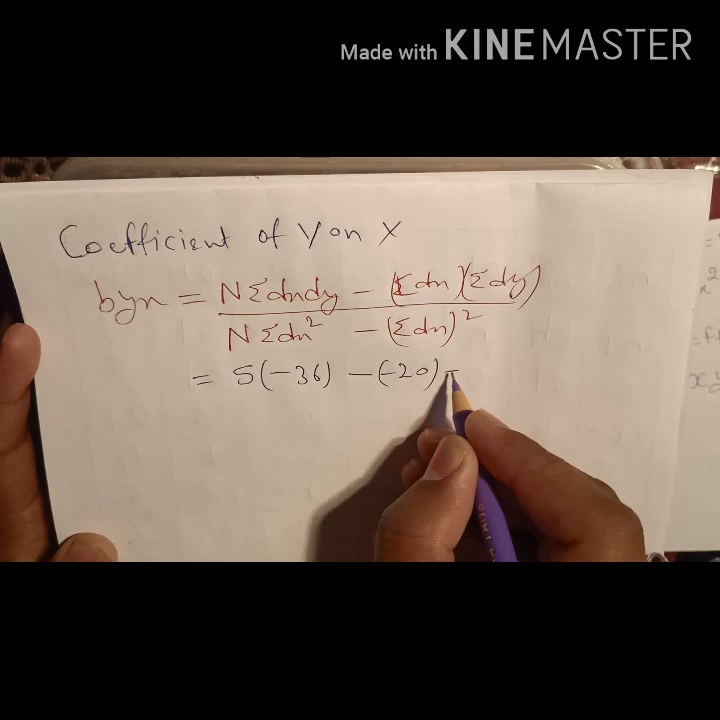 Made with KINEMASTER
Coefficient of Y on X
byx = NΣdxdy - (Σdx)(Σdy)
NΣdx² - (Σdx)²
= 5(-36) - (-20)